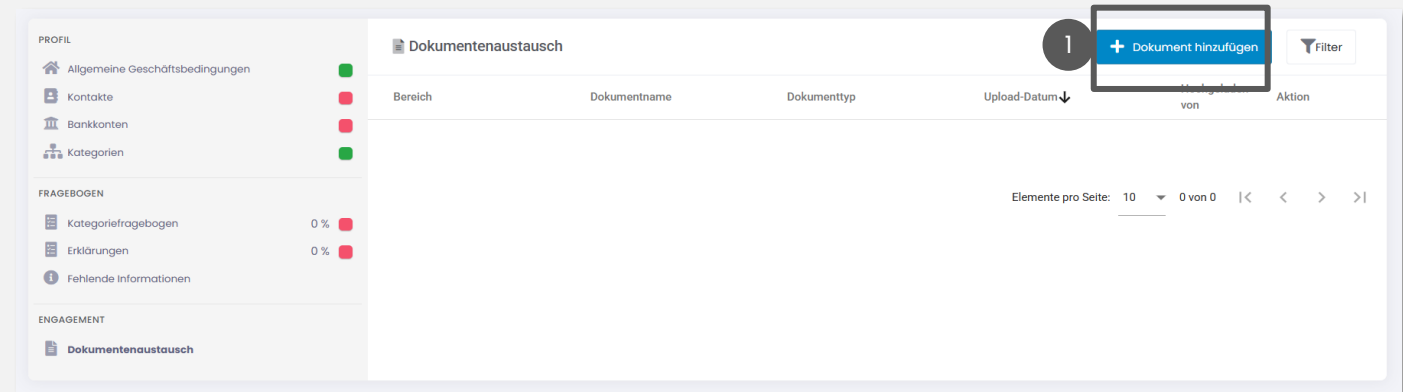 PROFIL
Allgemeine Geschäftsbedingungen
Kontakte
Bankkonten
Kategorien
FRAGEBOGEN
Kategoriefragebogen 0 %
Erklärungen 0 %
Fehlende Informationen
ENGAGEMENT
Dokumentenaustausch
Dokumentenaustausch
1
Dokument hinzufügen
Filter
Bereich Dokumentname Dokumenttyp Upload-Datum
von
Aktion
Elemente pro Seite: 10 0 von 0